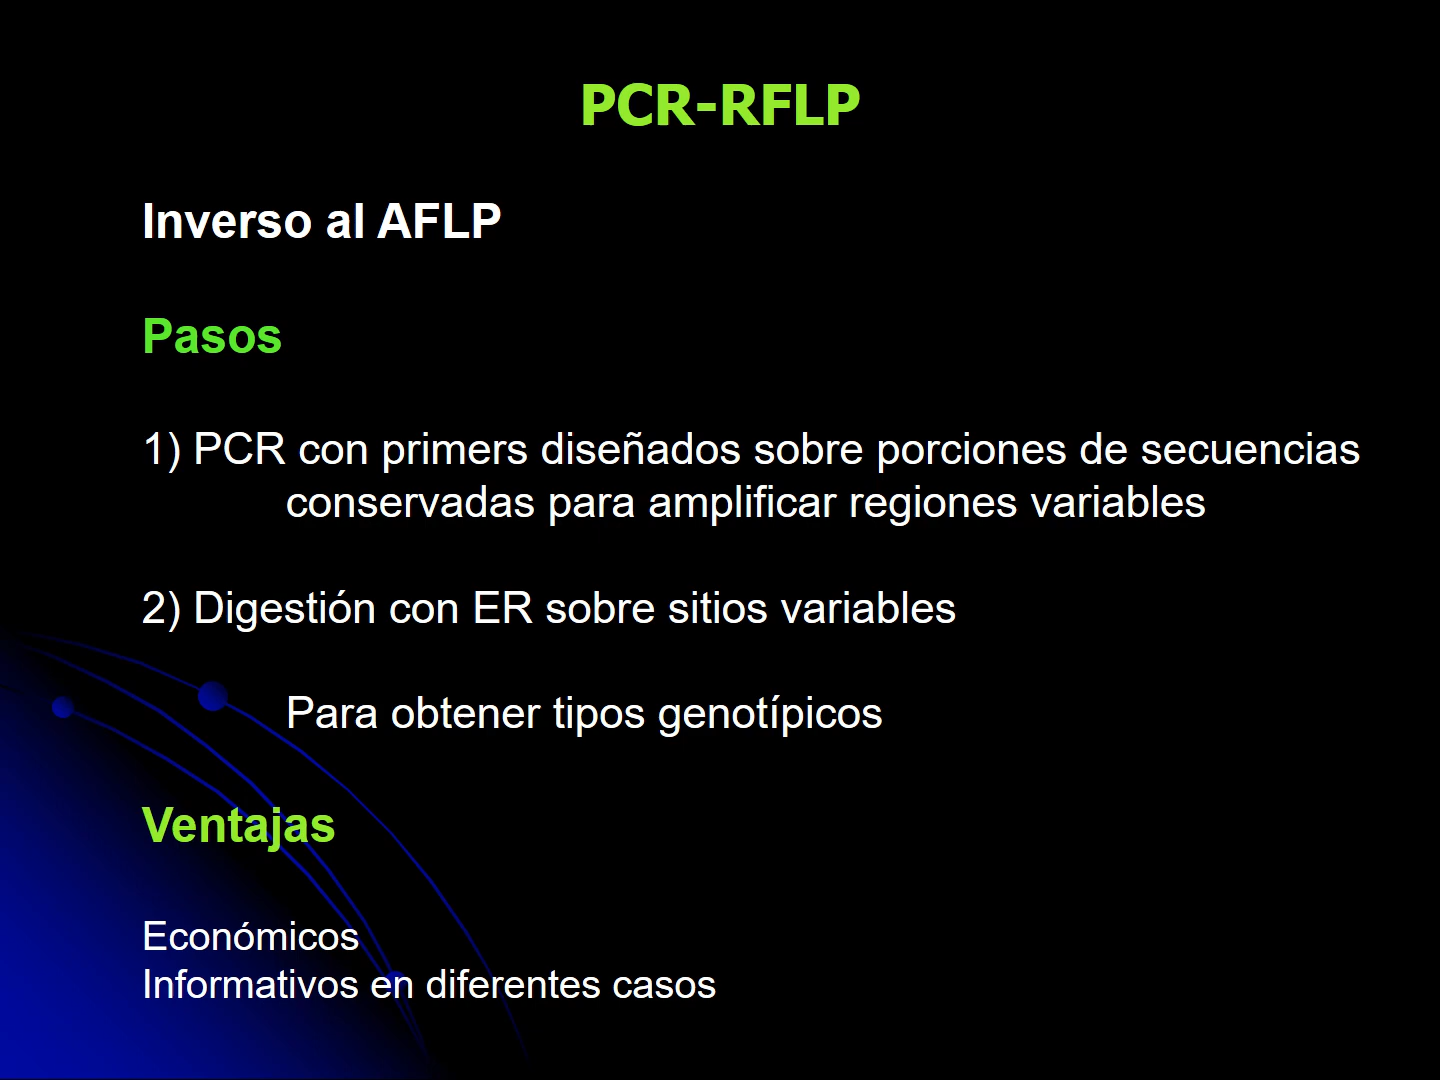 PCR-RFLP
Inverso al AFLP
Pasos
1) PCR con primers diseñados sobre porciones de secuencias
conservadas para amplificar regiones variables
2) Digestión con ER sobre sitios variables
Para obtener tipos genotípicos
Ventajas
Económicos
Informativos en diferentes casos